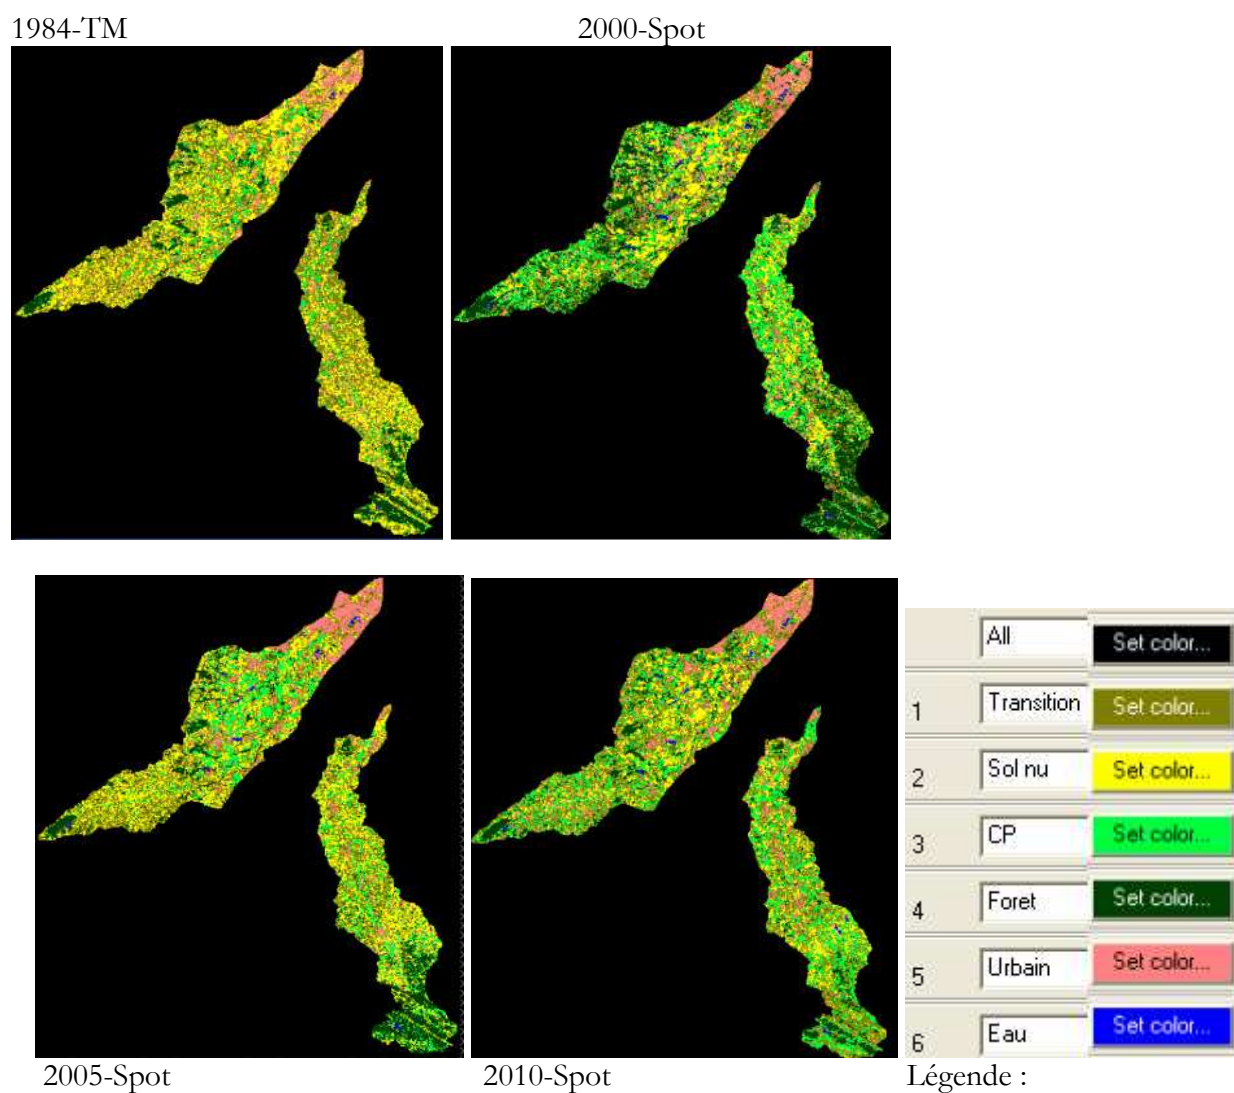 1984-TM 2000-Spot
All Set color...
1 Transition Set color...
2 Sol nu Set color...
3 CP Set color...
4 Foret Set color...
5 Urbain Set color...
6 Eau Set color...
2005-Spot 2010-Spot Légende :